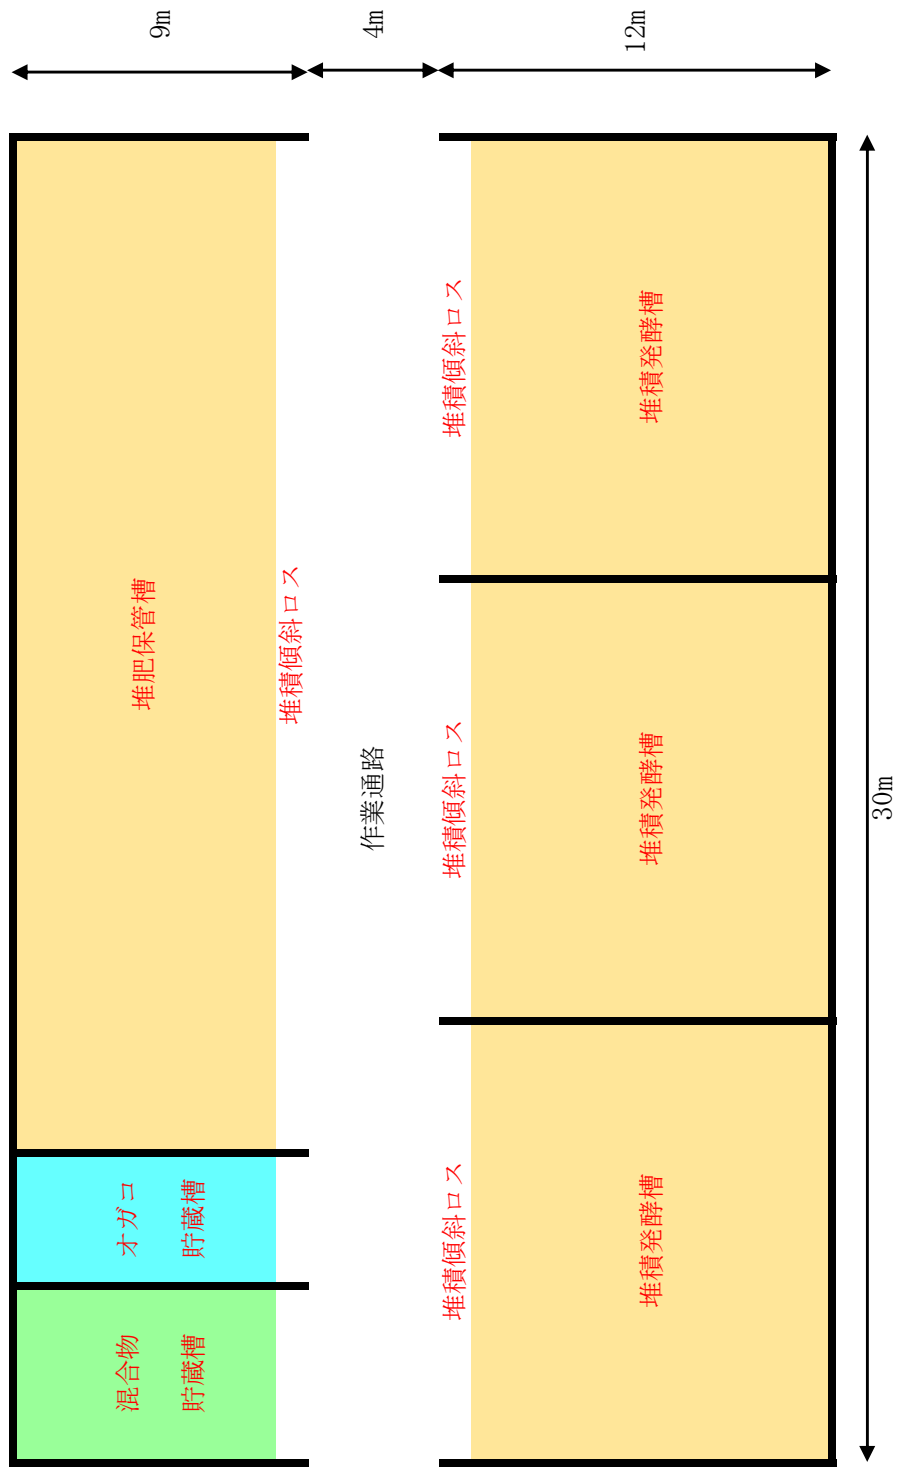 9m
4m
12m
堆肥保管槽
堆積傾斜ロス
オガコ
貯蔵槽
混合物
貯蔵槽
作業通路
堆積傾斜ロス
堆積発酵槽
堆積傾斜ロス
堆積発酵槽
堆積傾斜ロス
堆積発酵槽
30m